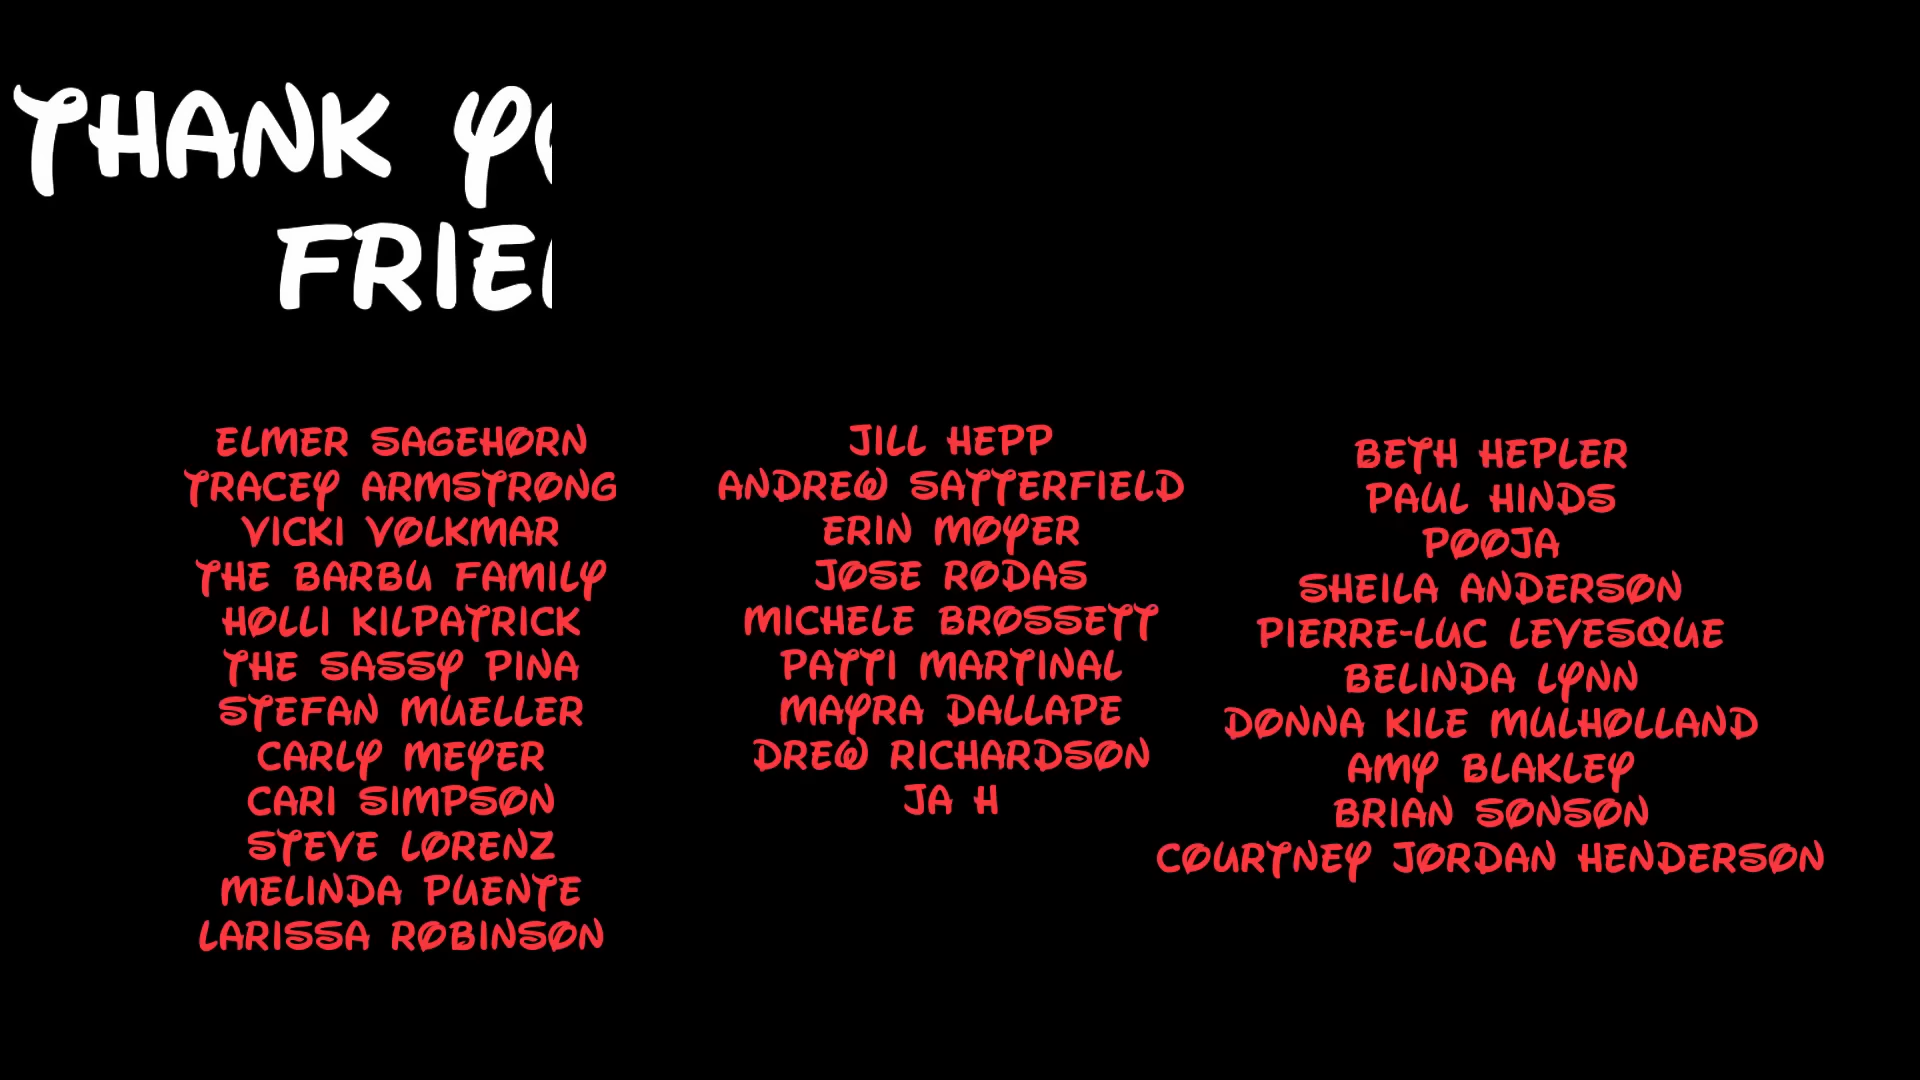 THANK YO
FRIE
ELMER SAGEHORN
TRACEY ARMSTRONG
VICKI VOLKMAR
THE BARBU FAMILY
HOLLI KILPATRICK
THE SASSY PINA
STEFAN MUELLER
CARLY MEYER
CARI SIMPSON
STEVE LORENZ
MELINDA PUENTE
LARISSA ROBINSON
JILL HEPP
ANDREW SATTERFIELD
ERIN MOYER
JOSE RODAS
MICHELE BROSSETT
PATTI MARTINAL
MAYRA DALLAPE
DREW RICHARDSON
JA H
BETH HEPLER
PAUL HINDS
POOJA
SHEILA ANDERSON
PIERRE-LUC LEVESQUE
BELINDA LYNN
DONNA KILE MULHOLLAND
AMY BLAKLEY
BRIAN SONSON
COURTNEY JORDAN HENDERSON